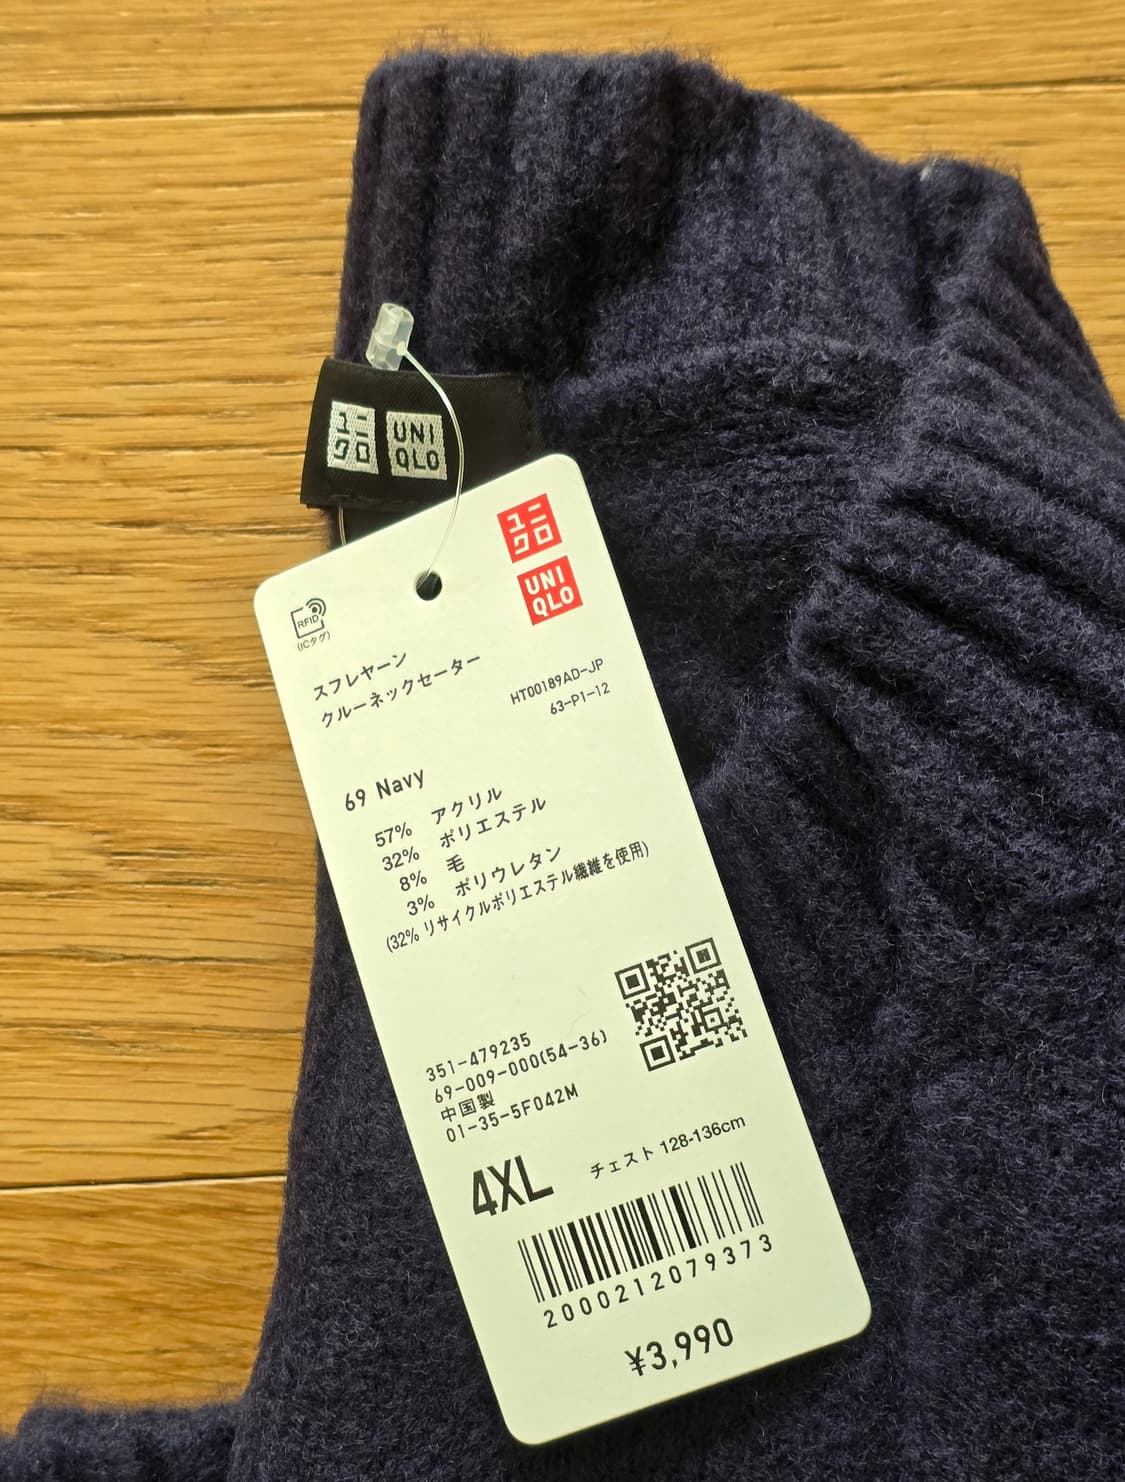 ユニ
クロ
UNI
QLO
ユニ
クロ
UNI
QLO
RFID
(ICタグ)
スフレヤーン
クルーネックセーター
HT00189AD-JP
63-P1-12
69 Navy
57% アクリル
32% ポリエステル
8% 毛
3% ポリウレタン
(32% リサイクルポリエステル繊維を使用)
351-479235
69-009-000(54-36)
中国製
01-35-5F042M
4XL チェスト 128-136cm
2000212079373
¥3,990